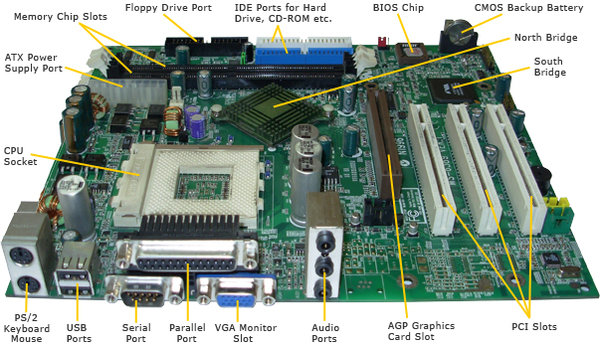 Floppy Drive Port
IDE Ports for
Hard Drive, CD-ROM etc.
BIOS Chip
CMOS Backup Battery
Memory Chip Slots
North Bridge
ATX Power
Supply Port
South
Bridge
CPU
Socket
PS/2
Keyboard
Mouse
USB
Ports
Serial
Port
Parallel
Port
VGA Monitor
Slot
Audio
Ports
AGP Graphics
Card Slot
PCI Slots